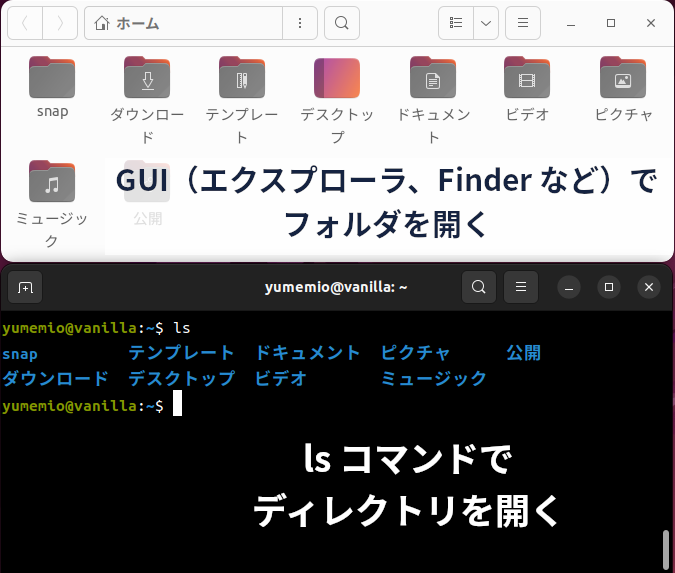 ホーム
snap
ダウンロー
ド
テンプレー
ト
デスクトッ
プ
ドキュメン
ト
ビデオ
ピクチャ
ミュージッ
ク
公開
GUI（エクスプローラ、Finder など）で
フォルダを開く
yumemio@vanilla: ~
yumemio@vanilla:~$ ls
snap テンプレート ドキュメント ピクチャ 公開
ダウンロード デスクトップ ビデオ ミュージック
yumemio@vanilla:~$
ls コマンドで
ディレクトリを開く